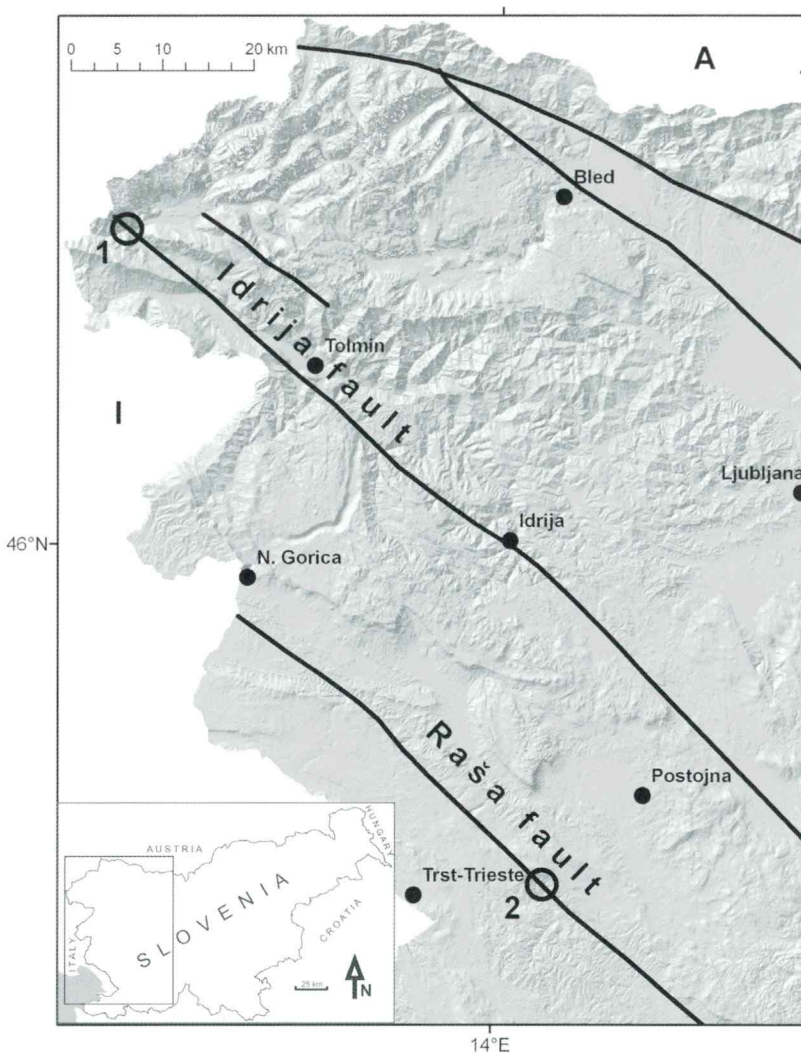 0 5 10 20 km
A
Bled
1
Idrija fault
Tolmin
I
Ljubljana
Idrija
46°N
N. Gorica
Raša fault
Postojna
Trst-Trieste
2
AUSTRIA
HUNGARY
SLOVENIA
CROATIA
ITALY
25 km
N
14°E